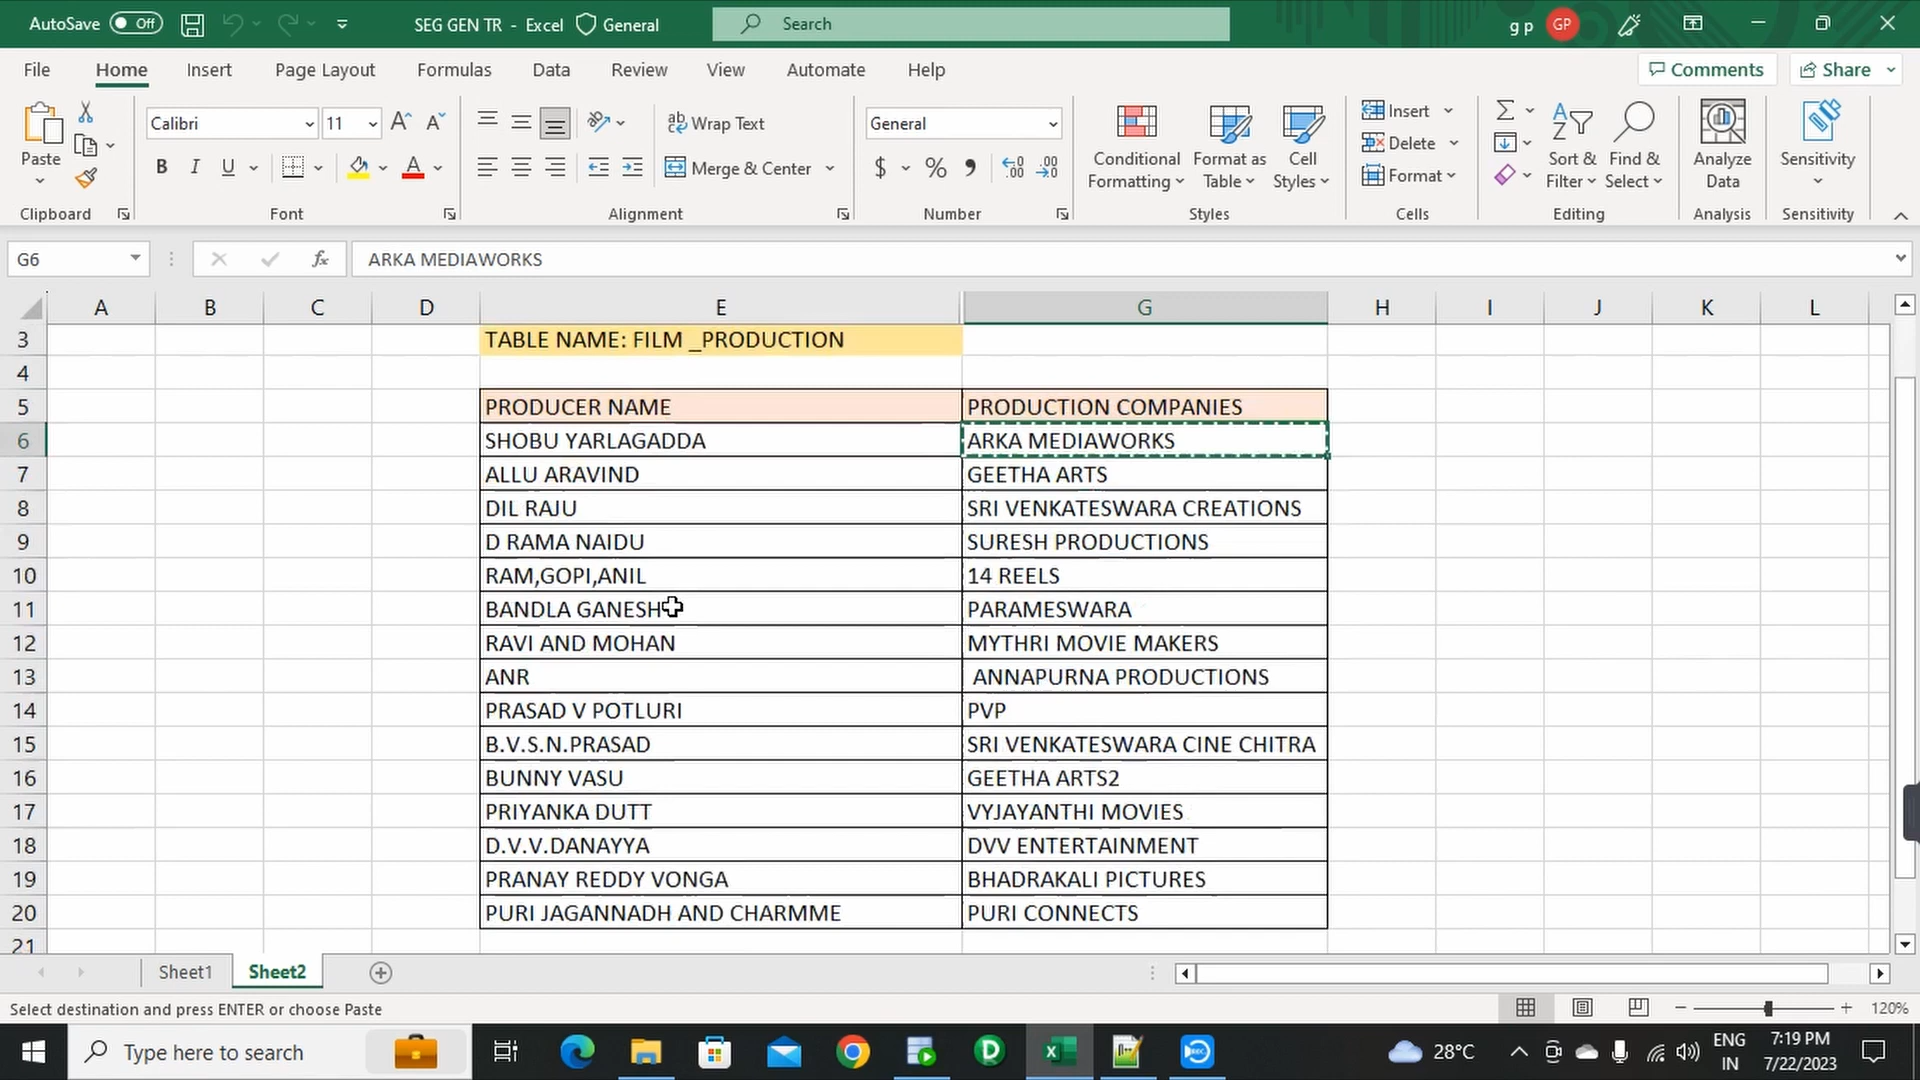 AutoSave Off SEG GEN TR - Excel General Search g p GP
File Home Insert Page Layout Formulas Data Review View Automate Help Comments Share
Paste Calibri 11 Wrap Text General Conditional Formatting Format as Table Cell Styles Insert Sort & Filter Find & Select Analyze Data Sensitivity
B I U Merge & Center $ % Delete
Format
Clipboard Font Alignment Number Styles Cells Editing Analysis Sensitivity
G6 fx ARKA MEDIAWORKS
A B C D E G H I J K L
3 TABLE NAME: FILM _PRODUCTION
4
5 PRODUCER NAME PRODUCTION COMPANIES
6 SHOBU YARLAGADDA ARKA MEDIAWORKS
7 ALLU ARAVIND GEETHA ARTS
8 DIL RAJU SRI VENKATESWARA CREATIONS
9 D RAMA NAIDU SURESH PRODUCTIONS
10 RAM,GOPI,ANIL 14 REELS
11 BANDLA GANESH PARAMESWARA
12 RAVI AND MOHAN MYTHRI MOVIE MAKERS
13 ANR ANNAPURNA PRODUCTIONS
14 PRASAD V POTLURI PVP
15 B.V.S.N.PRASAD SRI VENKATESWARA CINE CHITRA
16 BUNNY VASU GEETHA ARTS2
17 PRIYANKA DUTT VYJAYANTHI MOVIES
18 D.V.V.DANAYYA DVV ENTERTAINMENT
19 PRANAY REDDY VONGA BHADRAKALI PICTURES
20 PURI JAGANNADH AND CHARMME PURI CONNECTS
21
Sheet1 Sheet2
Select destination and press ENTER or choose Paste 120%
Type here to search 28°C ENG IN 7:19 PM 7/22/2023